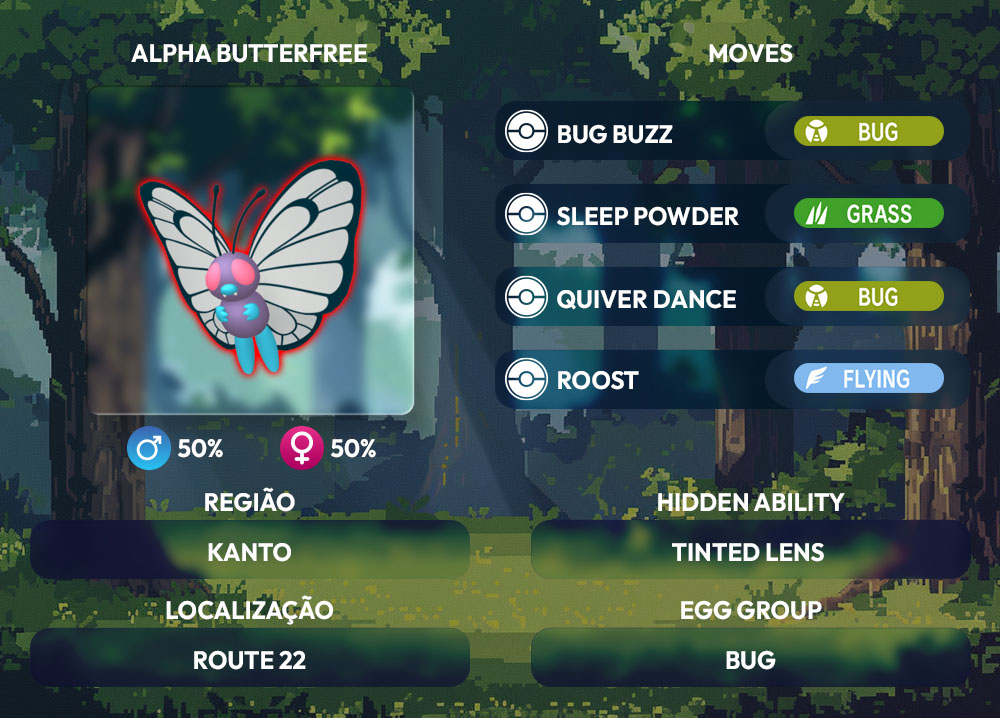 ALPHA BUTTERFREE
50% 50%
REGIÃO
KANTO
LOCALIZAÇÃO
ROUTE 22
MOVES
BUG BUZZ BUG
SLEEP POWDER GRASS
QUIVER DANCE BUG
ROOST FLYING
HIDDEN ABILITY
TINTED LENS
EGG GROUP
BUG